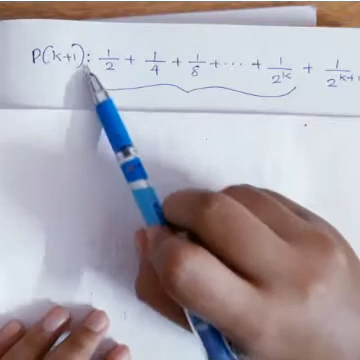 P(k+1): 1/2 + 1/4 + 1/8 + ... + 1/2^k + 1/2^(k+1